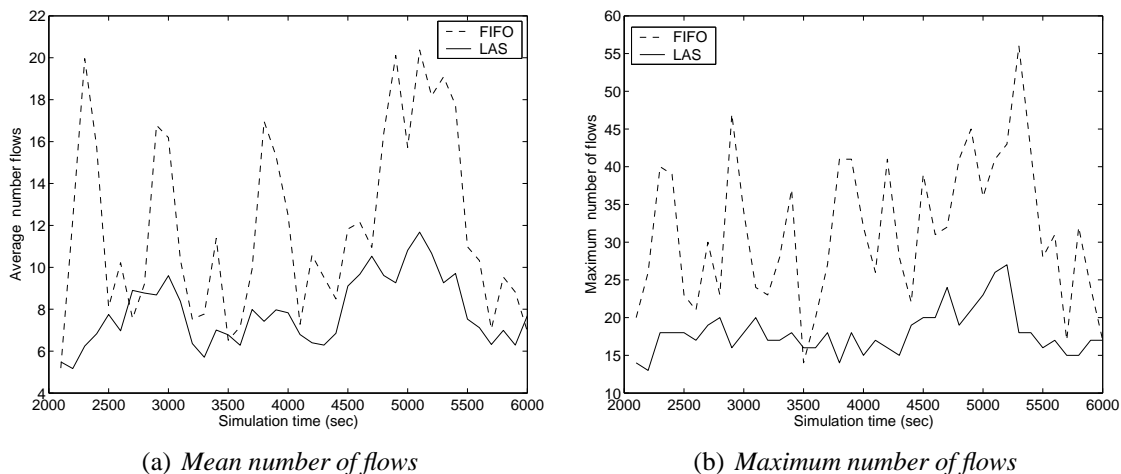 22
20
18
16
14
12
10
8
6
4
Average number flows
FIFO
LAS
2000 2500 3000 3500 4000 4500 5000 5500 6000
Simulation time (sec)
(a) Mean number of flows
60
55
50
45
40
35
30
25
20
15
10
Maximum number of flows
FIFO
LAS
2000 2500 3000 3500 4000 4500 5000 5500 6000
Simulation time (sec)
(b) Maximum number of flows